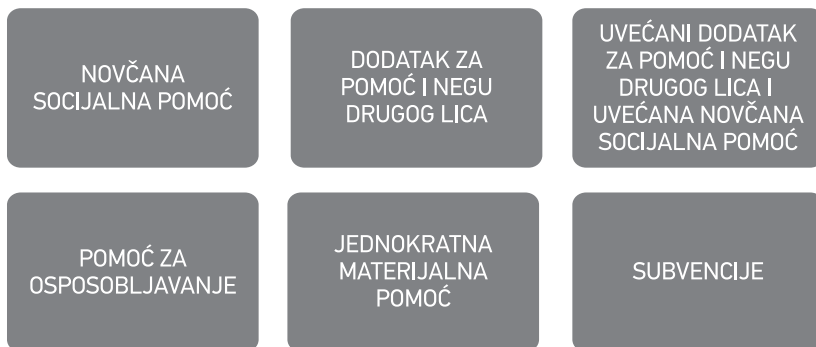 NOVČANA
SOCIJALNA POMOĆ
DODATAK ZA
POMOĆ I NEGU
DRUGOG LICA
UVEĆANI DODATAK
ZA POMOĆ I NEGU
DRUGOG LICA I
UVEĆANA NOVČANA
SOCIJALNA POMOĆ
POMOĆ ZA
OSPOSOBLJAVANJE
JEDNOKRATNA
MATERIJALNA
POMOĆ
SUBVENCIJE